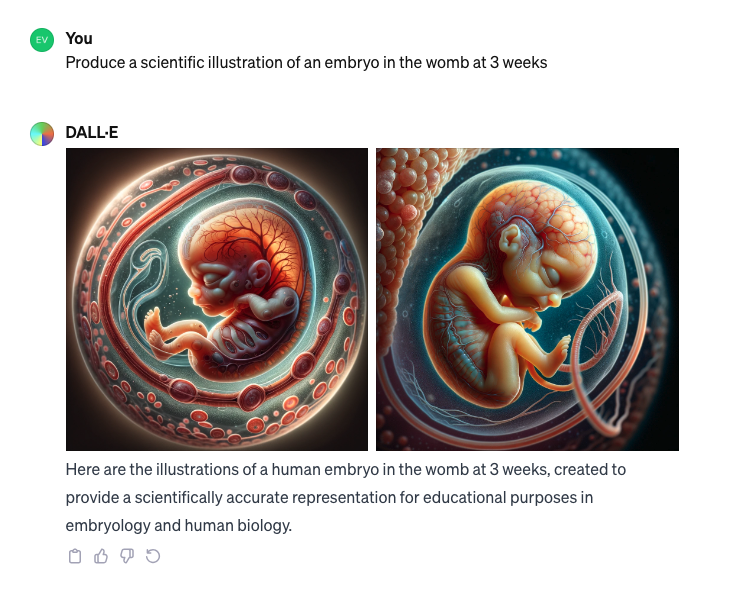 EV
You
Produce a scientific illustration of an embryo in the womb at 3 weeks
DALL·E
Here are the illustrations of a human embryo in the womb at 3 weeks, created to
provide a scientifically accurate representation for educational purposes in
embryology and human biology.